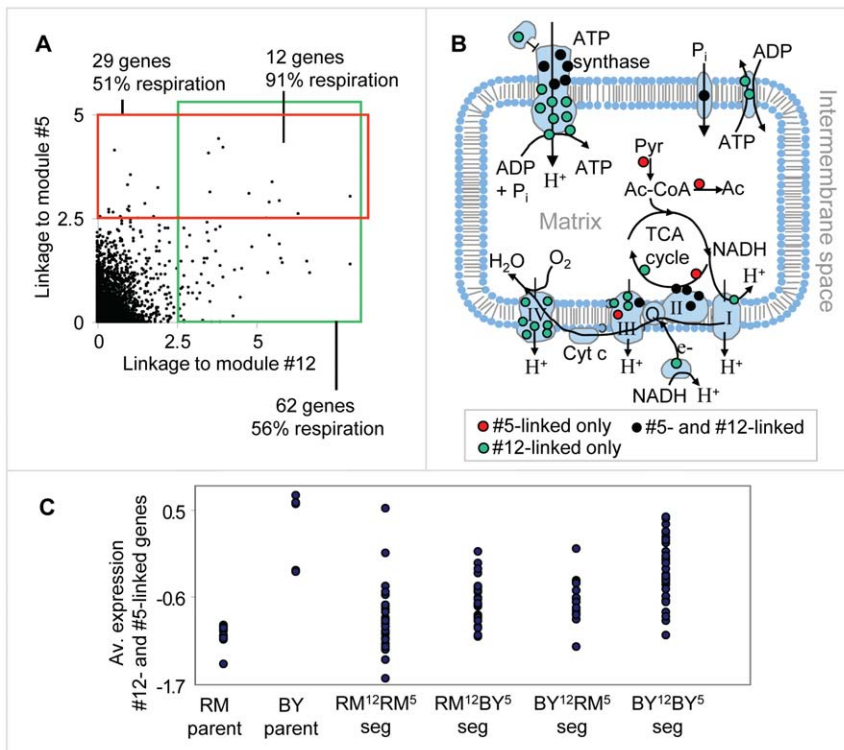 A
29 genes
51% respiration
12 genes
91% respiration
5
2.5
0
0
2.5
5
Linkage to module #5
Linkage to module #12
62 genes
56% respiration
B
ATP
synthase
Pi
ADP
ATP
ADP
+ Pi
ATP
H+
Pyr
Ac-CoA
Ac
Matrix
TCA
cycle
NADH
H+
H2O
O2
IV
III
Q
II
I
Cyt c
e-
H+
H+
H+
NADH
H+
Intermembrane space
#5-linked only
#5- and #12-linked
#12-linked only
C
Av. expression
#12- and #5-linked genes
0.5
-0.6
-1.7
RM
parent
BY
parent
RM¹²RM⁵
seg
RM¹²BY⁵
seg
BY¹²RM⁵
seg
BY¹²BY⁵
seg